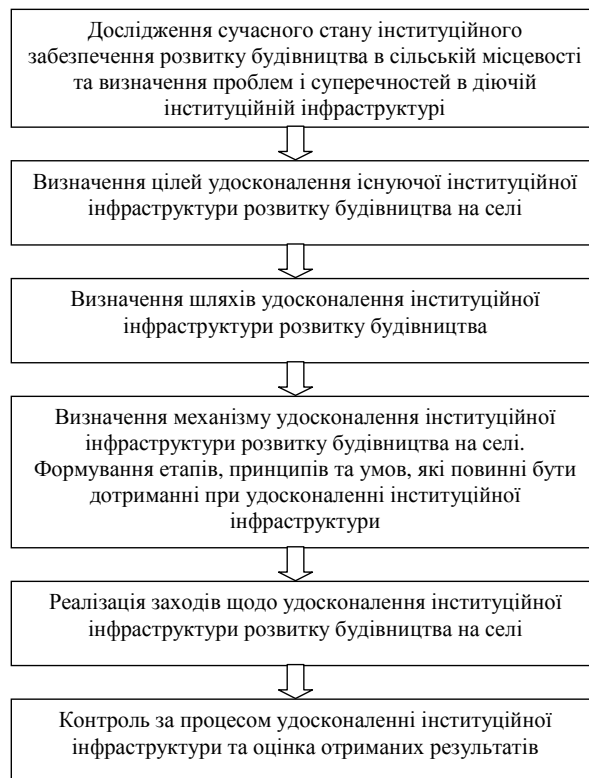 Дослідження сучасного стану інституційного
забезпечення розвитку будівництва в сільській місцевості
та визначення проблем і суперечностей в діючій
інституційній інфраструктурі
Визначення цілей удосконалення існуючої інституційної
інфраструктури розвитку будівництва на селі
Визначення шляхів удосконалення інституційної
інфраструктури розвитку будівництва
Визначення механізму удосконалення інституційної
інфраструктури розвитку будівництва на селі.
Формування етапів, принципів та умов, які повинні бути
дотриманні при удосконаленні інституційної
інфраструктури
Реалізація заходів щодо удосконалення інституційної
інфраструктури розвитку будівництва на селі
Контроль за процесом удосконаленні інституційної
інфраструктури та оцінка отриманих результатів